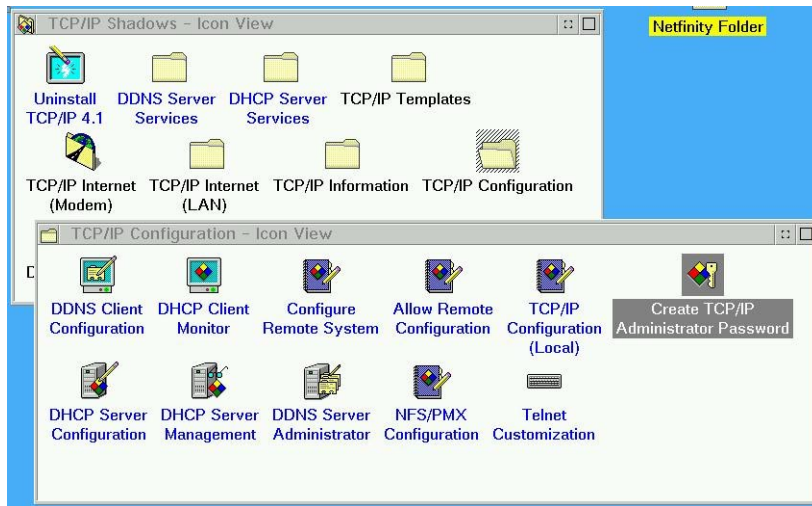 TCP/IP Shadows - Icon View
Netfinity Folder
Uninstall
TCP/IP 4.1
DDNS Server
Services
DHCP Server
Services
TCP/IP Templates
TCP/IP Internet
(Modem)
TCP/IP Internet
(LAN)
TCP/IP Information
TCP/IP Configuration
TCP/IP Configuration - Icon View
DDNS Client
Configuration
DHCP Client
Monitor
Configure
Remote System
Allow Remote
Configuration
TCP/IP
Configuration
(Local)
Create TCP/IP
Administrator Password
DHCP Server
Configuration
DHCP Server
Management
DDNS Server
Administrator
NFS/PMX
Configuration
Telnet
Customization